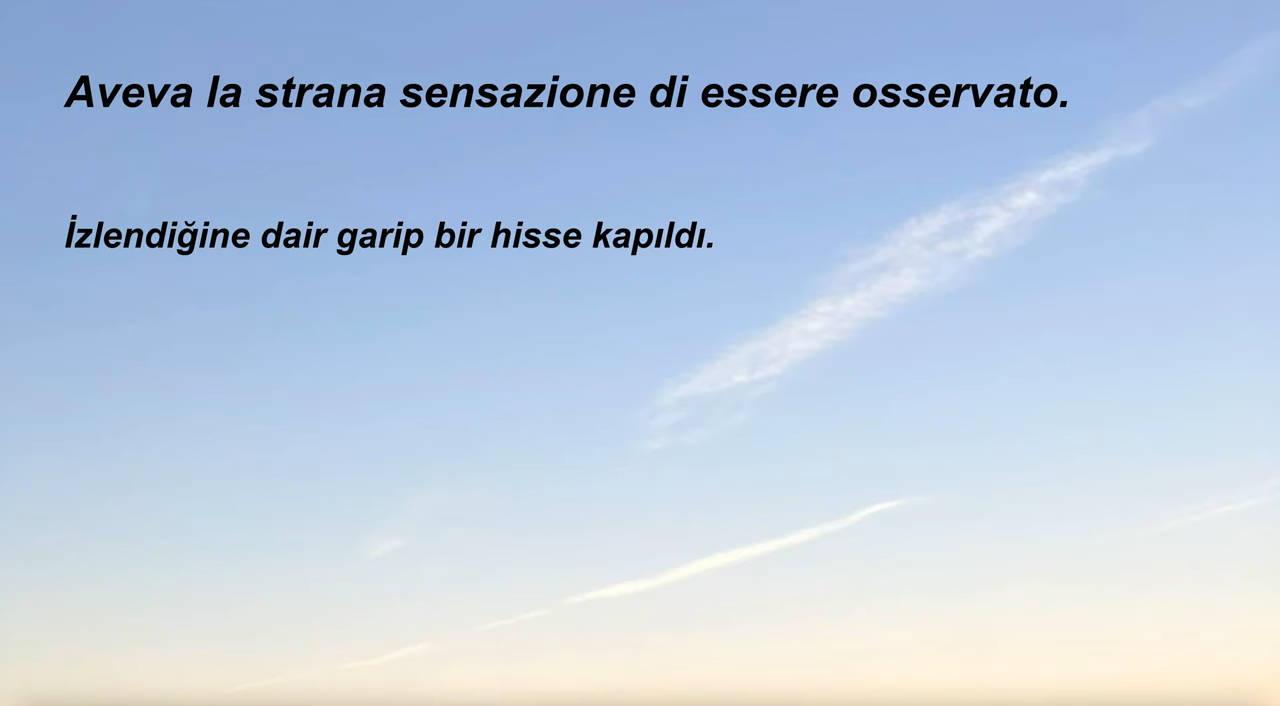 Aveva la strana sensazione di essere osservato.
İzlendiğine dair garip bir hisse kapıldı.